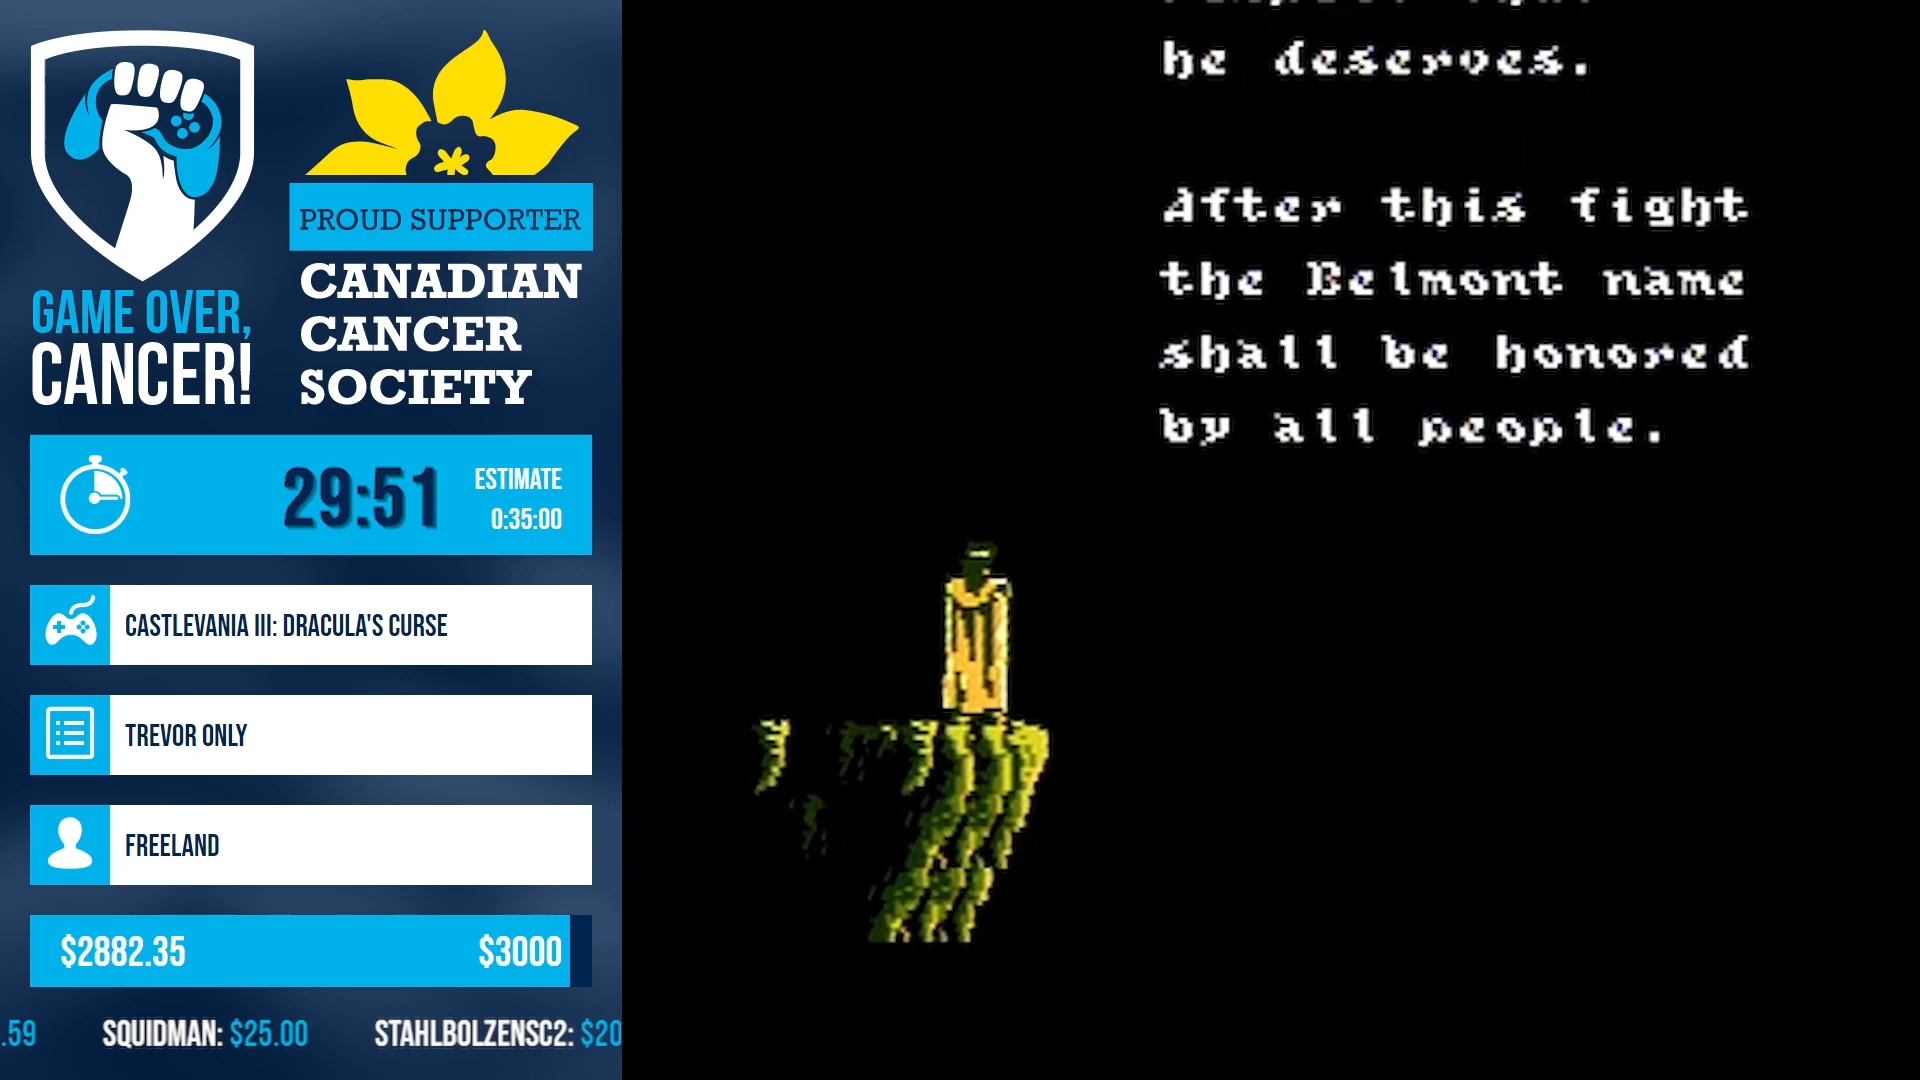 GAME OVER,
CANCER!
PROUD SUPPORTER
CANADIAN
CANCER
SOCIETY
29:51
ESTIMATE
0:35:00
CASTLEVANIA III: DRACULA'S CURSE
TREVOR ONLY
FREELAND
$2882.35
$3000
.59
SQUIDMAN: $25.00
STAHLBOLZENSC2: $20
he deserves.
After this fight
the Belmont name
shall be honored
by all people.